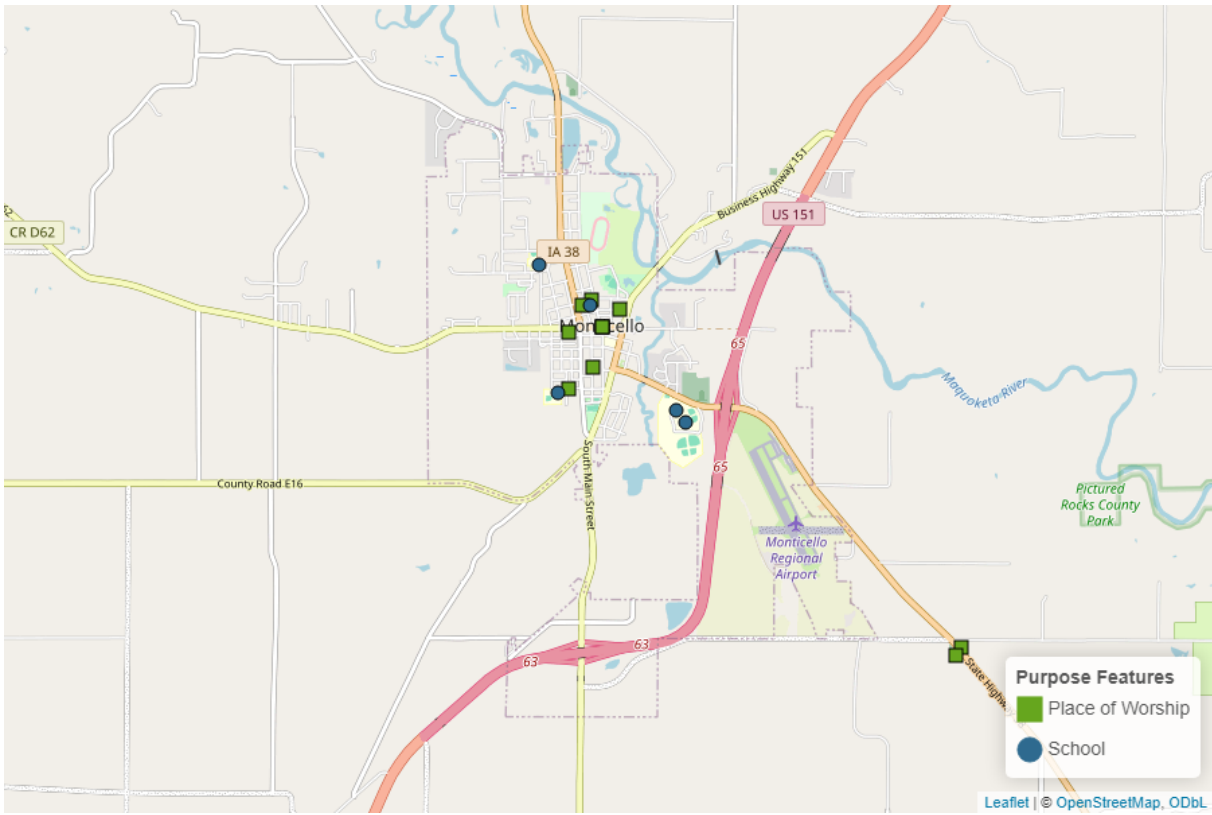 Business Highway 151
62
CR D62
US 151
IA 38
Monticello
65
Maquoketa River
65
County Road E16
South Main Street
Pictured
Rocks County
Park
Monticello
Regional
Airport
63
63
State Highway
Purpose Features
Place of Worship
School
Leaflet | © OpenStreetMap, ODbL